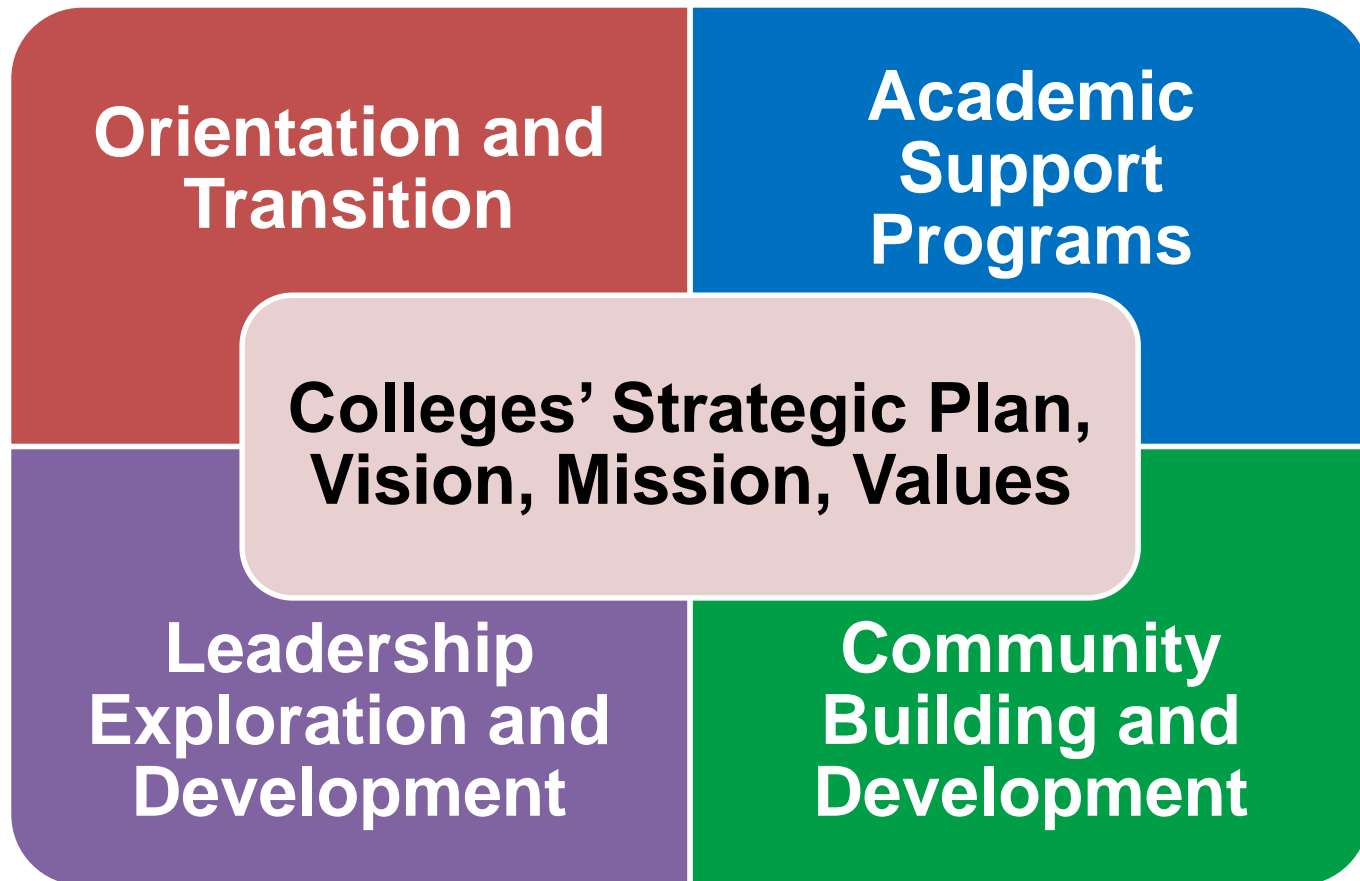 Orientation and
Transition
Academic
Support
Programs
Colleges’ Strategic Plan,
Vision, Mission, Values
Leadership
Exploration and
Development
Community
Building and
Development